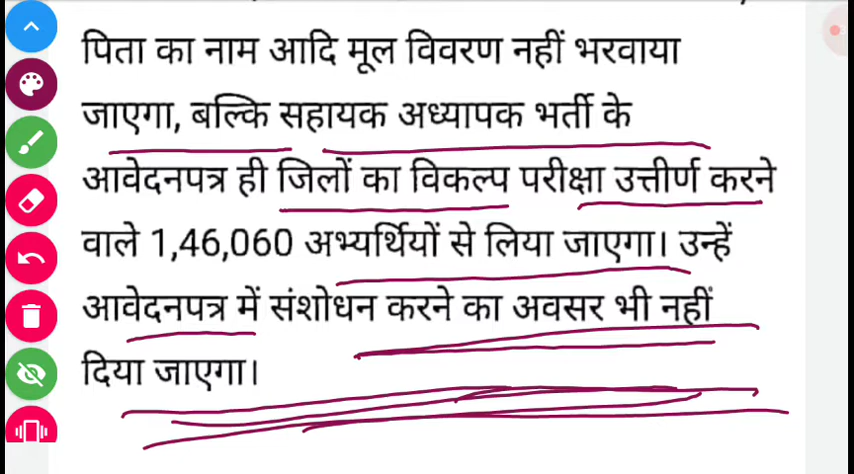 पिता का नाम आदि मूल विवरण नहीं भरवाया
जाएगा, बल्कि सहायक अध्यापक भर्ती के
आवेदनपत्र ही जिलों का विकल्प परीक्षा उत्तीर्ण करने
वाले 1,46,060 अभ्यर्थियों से लिया जाएगा। उन्हें
आवेदनपत्र में संशोधन करने का अवसर भी नहीं
दिया जाएगा।